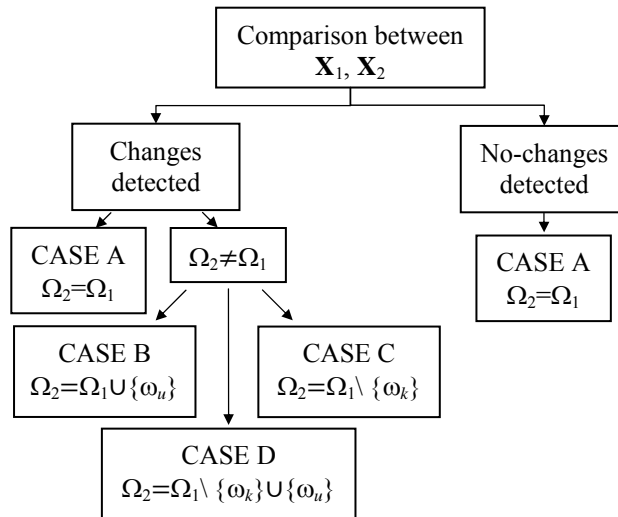 Comparison between
X₁, X₂
Changes
detected
No-changes
detected
CASE A
Ω₂=Ω₁
Ω₂≠Ω₁
CASE A
Ω₂=Ω₁
CASE B
Ω₂=Ω₁∪{ωᵤ}
CASE C
Ω₂=Ω₁\ {ωₖ}
CASE D
Ω₂=Ω₁\ {ωₖ}∪{ωᵤ}